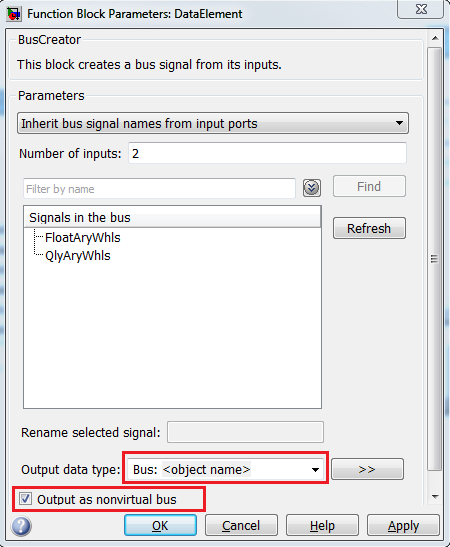 Function Block Parameters: DataElement
BusCreator
This block creates a bus signal from its inputs.
Parameters
Inherit bus signal names from input ports
Number of inputs: 2
Filter by name
Find
Signals in the bus
Refresh
FloatAryWhls
QlyAryWhls
Rename selected signal:
Output data type: Bus: <object name> >>
Output as nonvirtual bus
? OK Cancel Help Apply